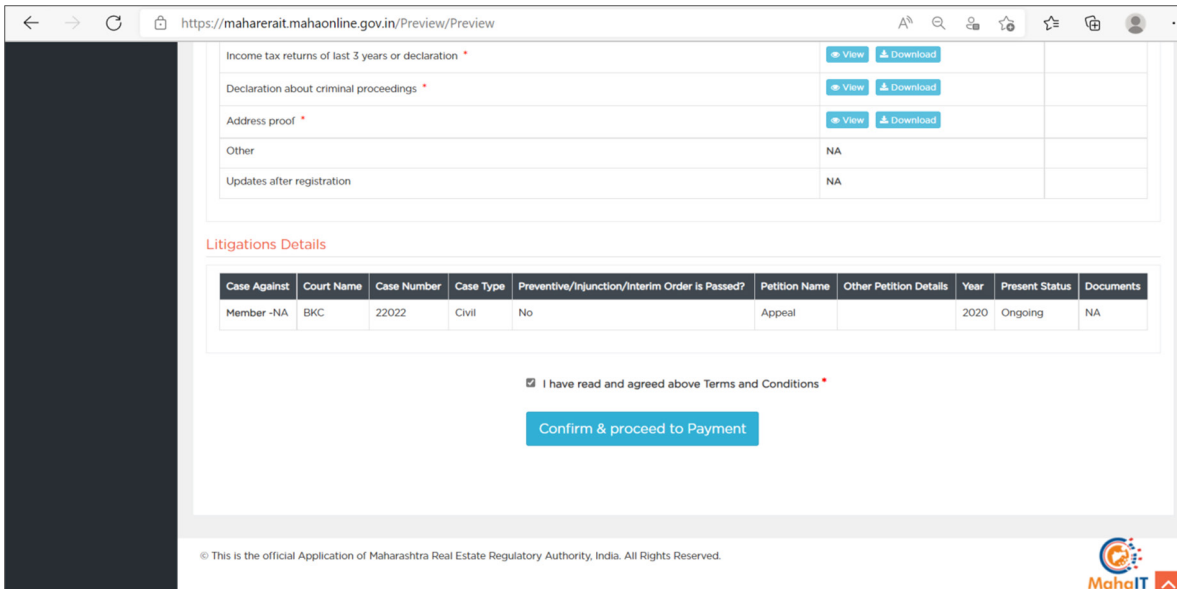 https://maharerait.mahaonline.gov.in/Preview/Preview
Income tax returns of last 3 years or declaration * View Download
Declaration about criminal proceedings * View Download
Address proof * View Download
Other NA
Updates after registration NA
Litigations Details
Case Against Court Name Case Number Case Type Preventive/Injunction/Interim Order is Passed? Petition Name Other Petition Details Year Present Status Documents
Member -NA BKC 22022 Civil No Appeal 2020 Ongoing NA
I have read and agreed above Terms and Conditions *
Confirm & proceed to Payment
© This is the official Application of Maharashtra Real Estate Regulatory Authority, India. All Rights Reserved.
MahaIT